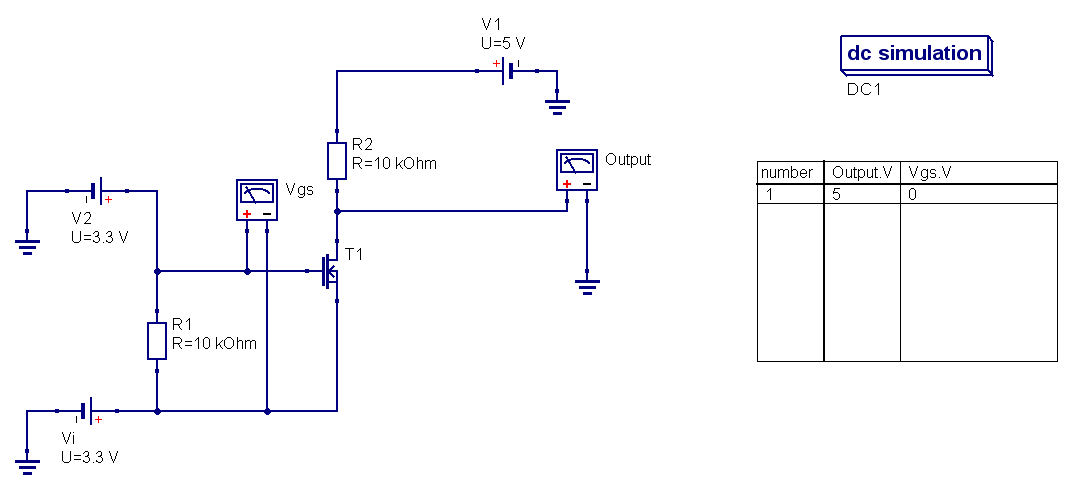 V1
U=5 V
dc simulation
DC1
R2
R=10 kOhm
Output
Vgs
V2
U=3.3 V
T1
R1
R=10 kOhm
Vi
U=3.3 V
number Output.V Vgs.V
1 5 0